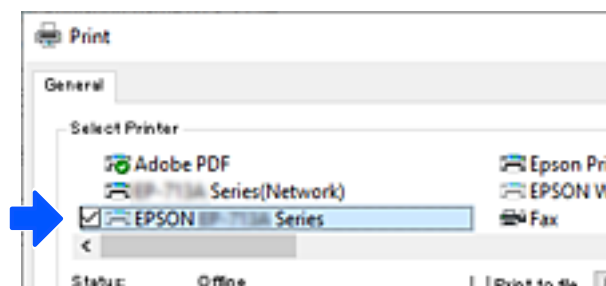 Print
General
Select Printer
Adobe PDF Epson Pri
Series(Network) EPSON W
EPSON Series
Fax
Status: Offline
Print to file